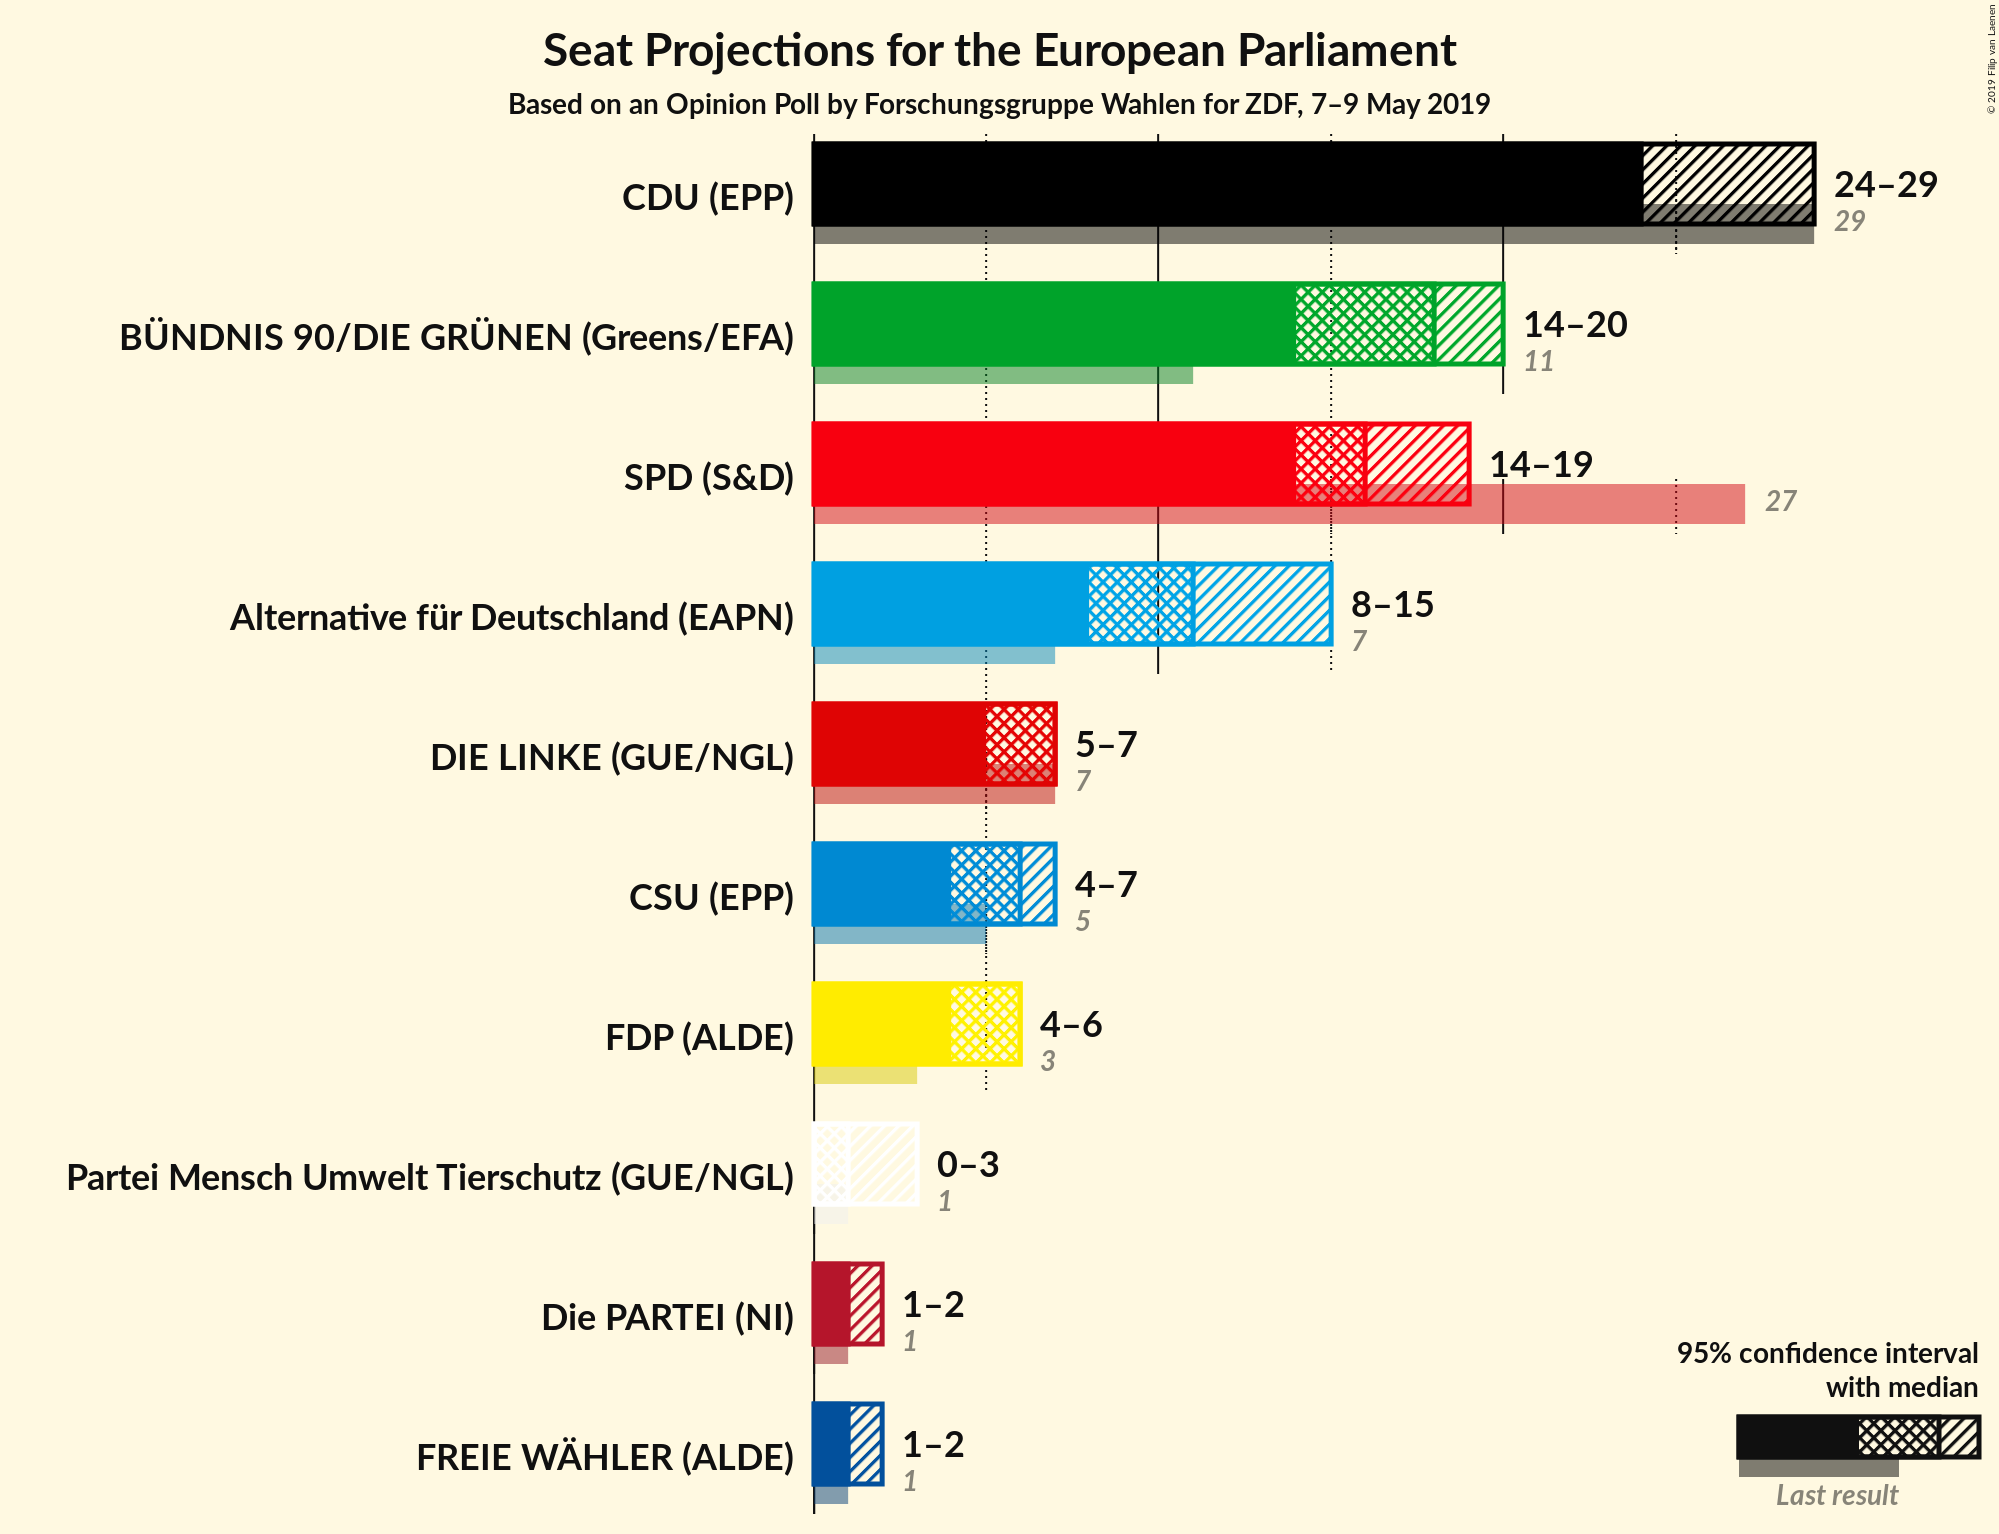 Seat Projections for the European Parliament
Based on an Opinion Poll by Forschungsgruppe Wahlen for ZDF, 7–9 May 2019
© 2019 Filip van Laenen
CDU (EPP)
24–29
29
BÜNDNIS 90/DIE GRÜNEN (Greens/EFA)
14–20
11
SPD (S&D)
14–19
27
Alternative für Deutschland (EAPN)
8–15
7
DIE LINKE (GUE/NGL)
5–7
7
CSU (EPP)
4–7
5
FDP (ALDE)
4–6
3
Partei Mensch Umwelt Tierschutz (GUE/NGL)
0–3
1
Die PARTEI (NI)
1–2
1
FREIE WÄHLER (ALDE)
1–2
1
95% confidence interval
with median
Last result